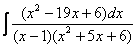 ∫ (x² − 19x + 6)dx / (x − 1)(x² + 5x + 6)